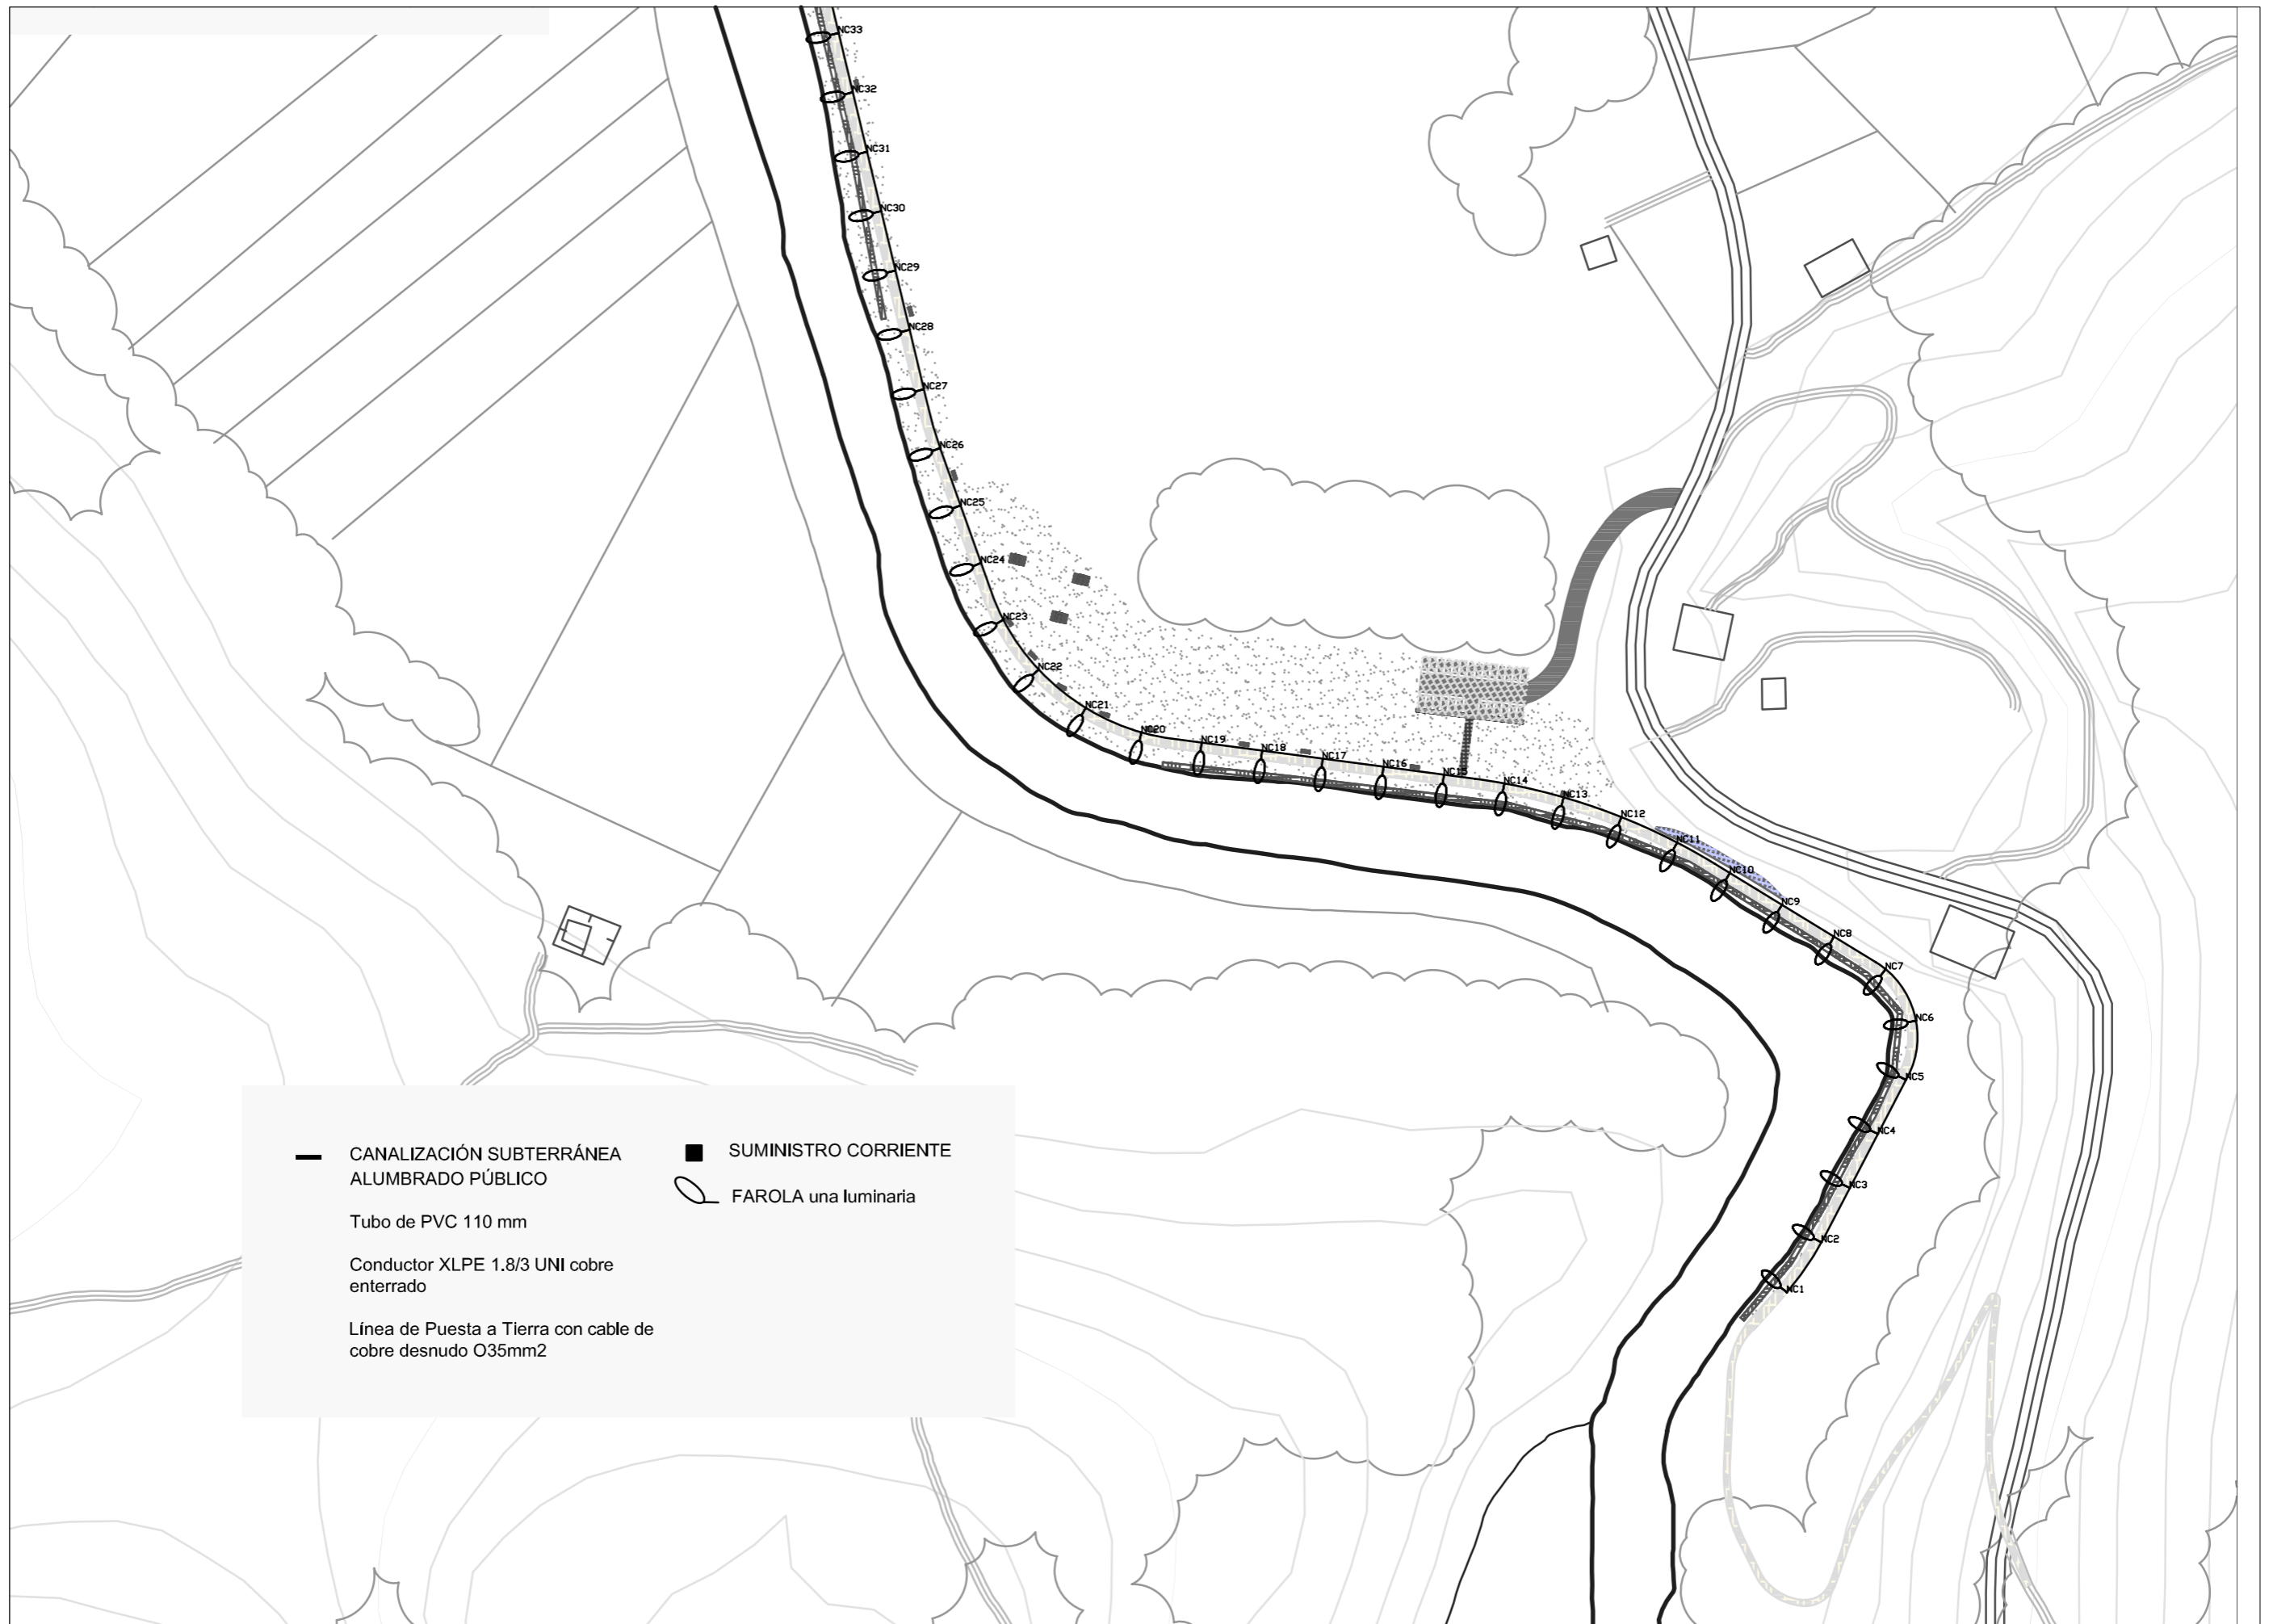 NC33
NC32
NC31
NC30
NC29
NC28
NC27
NC26
NC25
NC24
NC23
NC22
NC21
NC20
NC19
NC18
NC17
NC16
NC15
NC14
NC13
NC12
NC11
NC10
NC9
NC8
NC7
NC6
NC5
NC4
NC3
NC2
NC1
CANALIZACIÓN SUBTERRÁNEA
ALUMBRADO PÚBLICO
Tubo de PVC 110 mm
Conductor XLPE 1.8/3 UNI cobre
enterrado
Línea de Puesta a Tierra con cable de
cobre desnudo O35mm2
SUMINISTRO CORRIENTE
FAROLA una luminaria